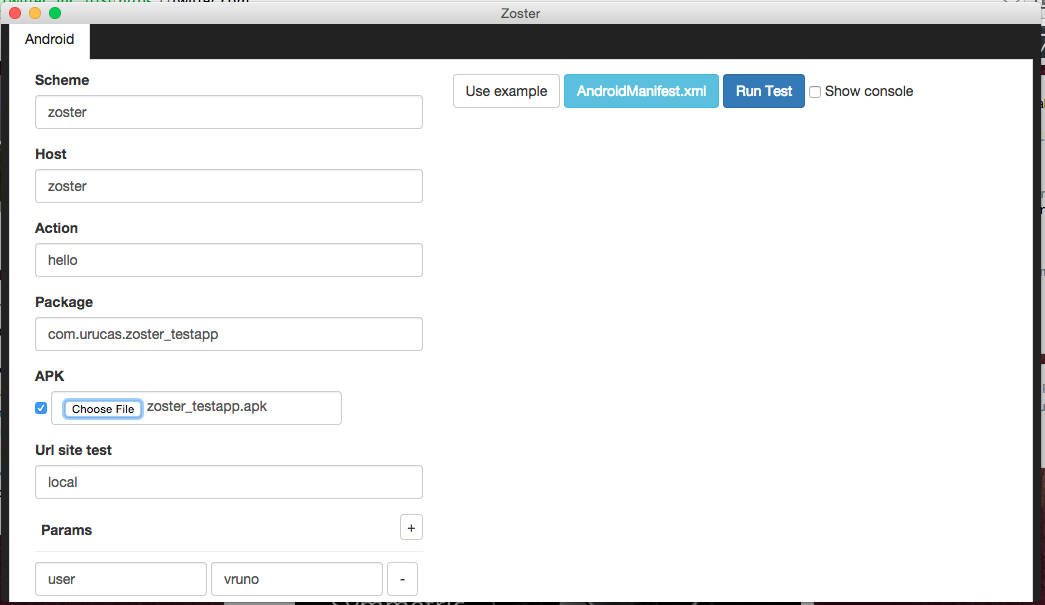 Zoster
Android
Scheme
zoster
Host
zoster
Action
hello
Package
com.urucas.zoster_testapp
APK
Choose File zoster_testapp.apk
Url site test
local
Params +
user vruno -
Use example AndroidManifest.xml Run Test Show console